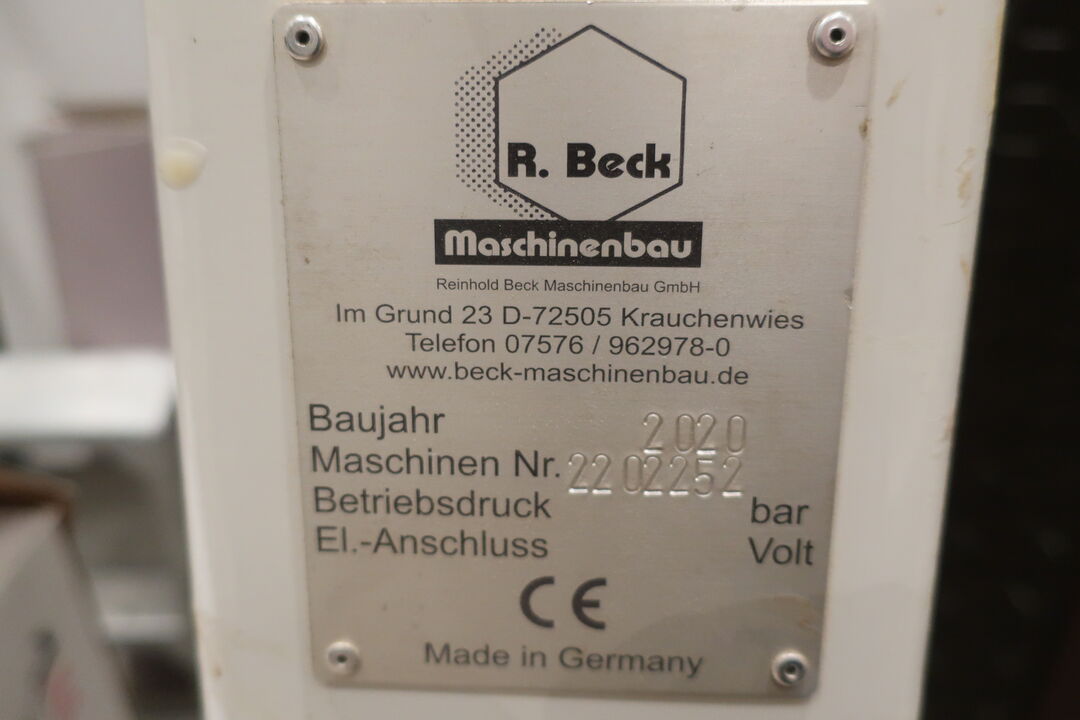 R. Beck
Maschinenbau
Reinhold Beck Maschinenbau GmbH
Im Grund 23 D-72505 Krauchenwies
Telefon 07576 / 962978-0
www.beck-maschinenbau.de
Baujahr 2020
Maschinen Nr. 2202252
Betriebsdruck bar
El.-Anschluss Volt
CE
Made in Germany